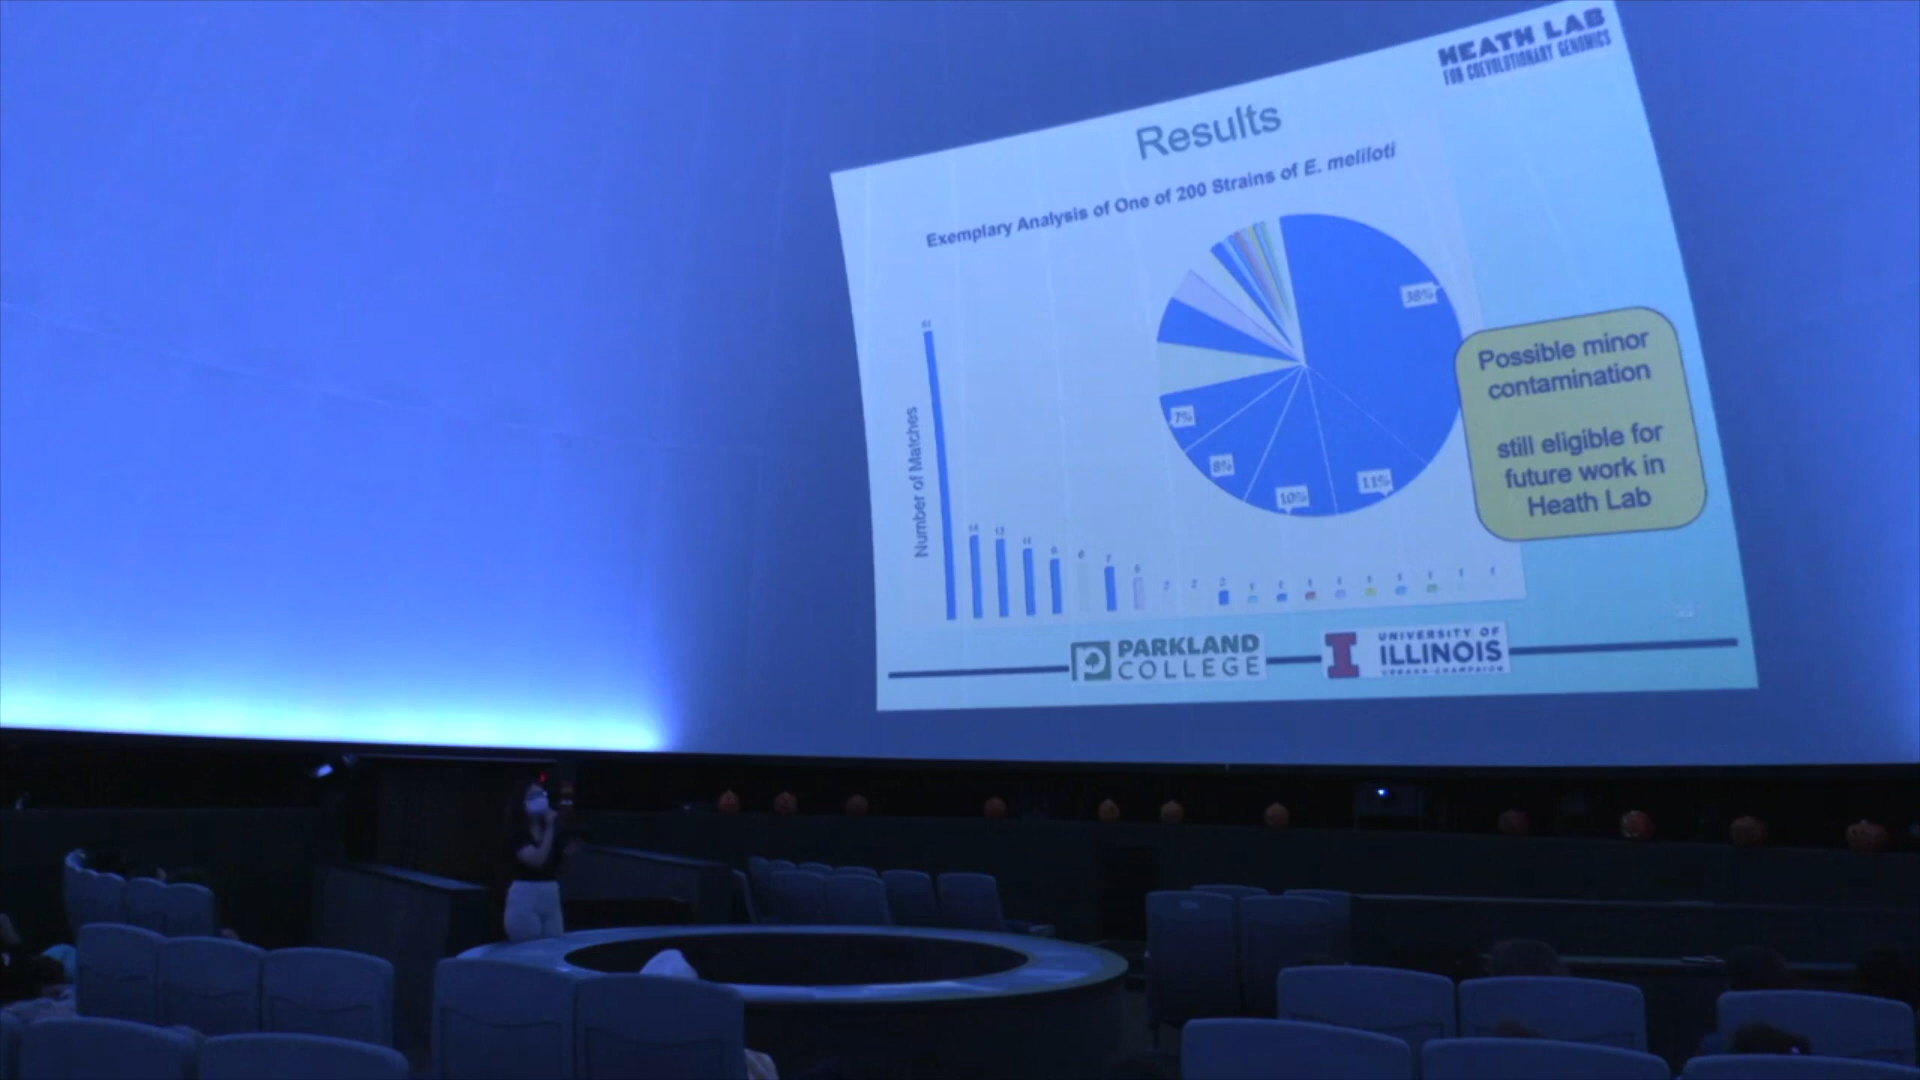 HEATH LAB
FOR COEVOLUTIONARY GENOMICS
Results
Exemplary Analysis of One of 200 Strains of E. meliloti
Number of Matches
38%
11%
10%
8%
7%
Possible minor
contamination
still eligible for
future work in
Heath Lab
PARKLAND
COLLEGE
UNIVERSITY OF
ILLINOIS
URBANA-CHAMPAIGN